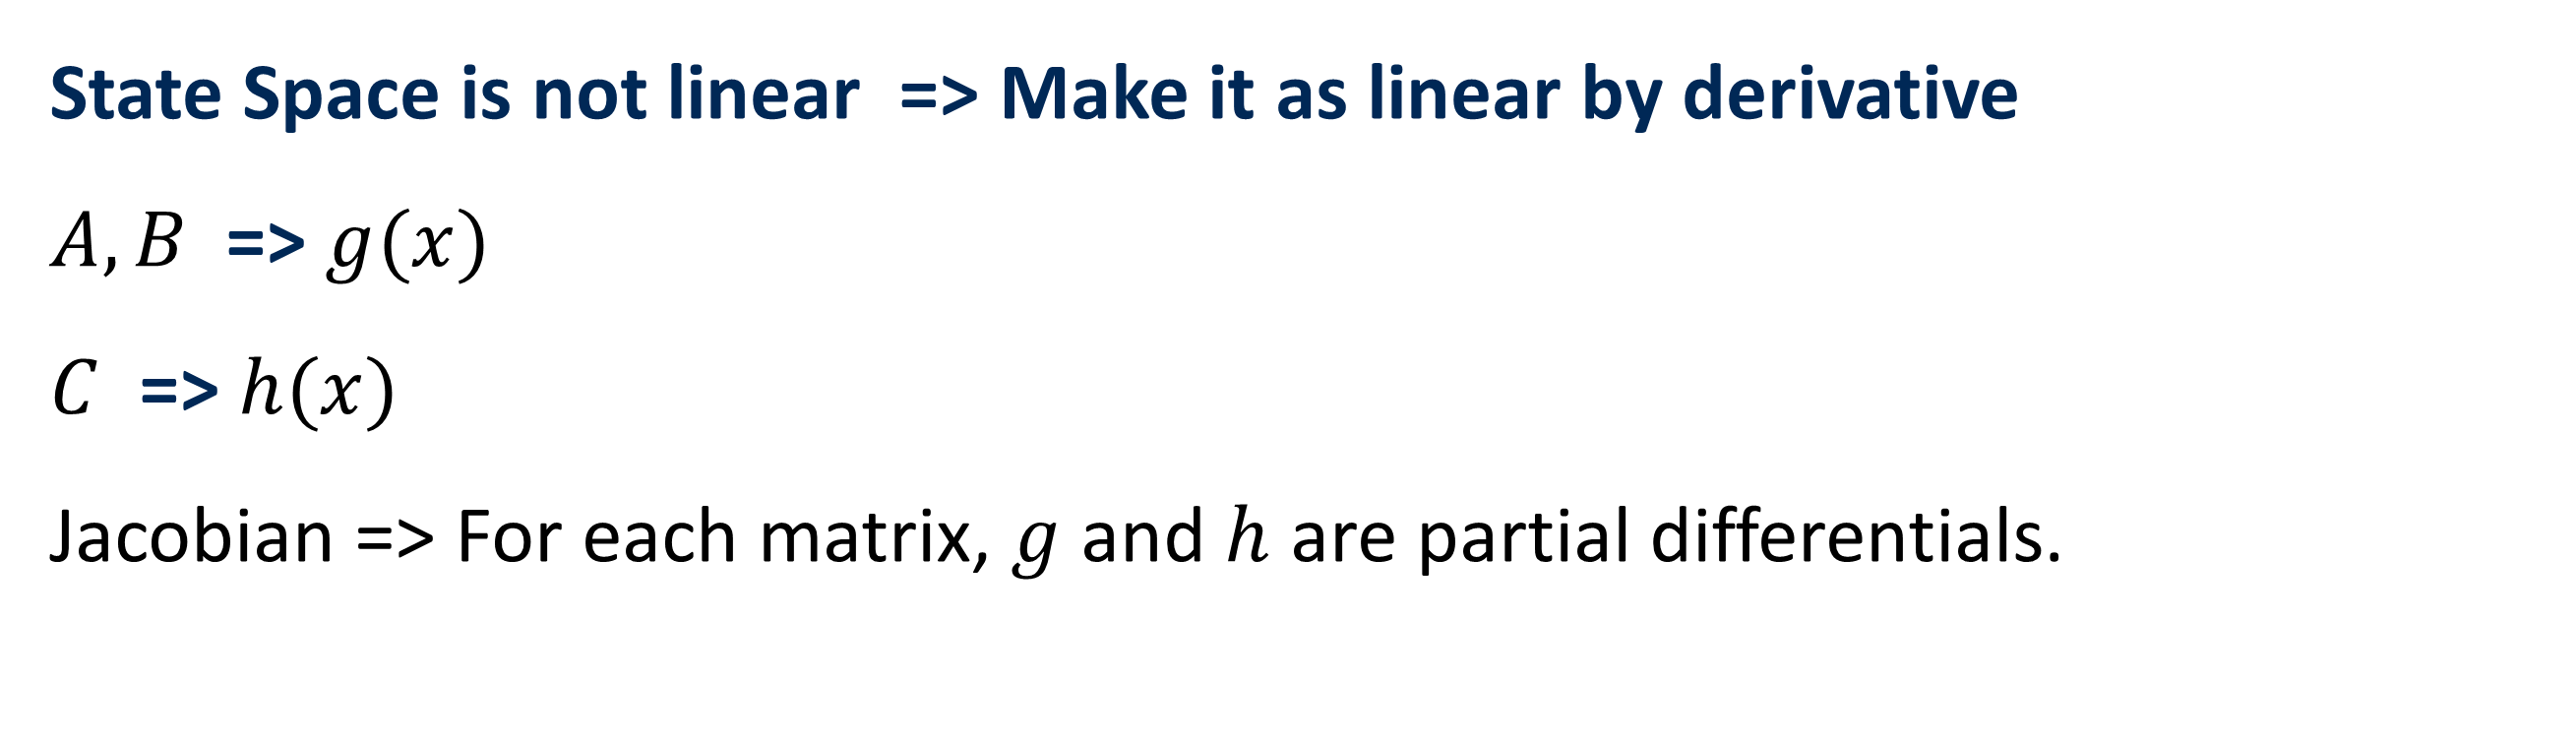 State Space is not linear => Make it as linear by derivative
A, B => g(x)
C => h(x)
Jacobian => For each matrix, g and h are partial differentials.